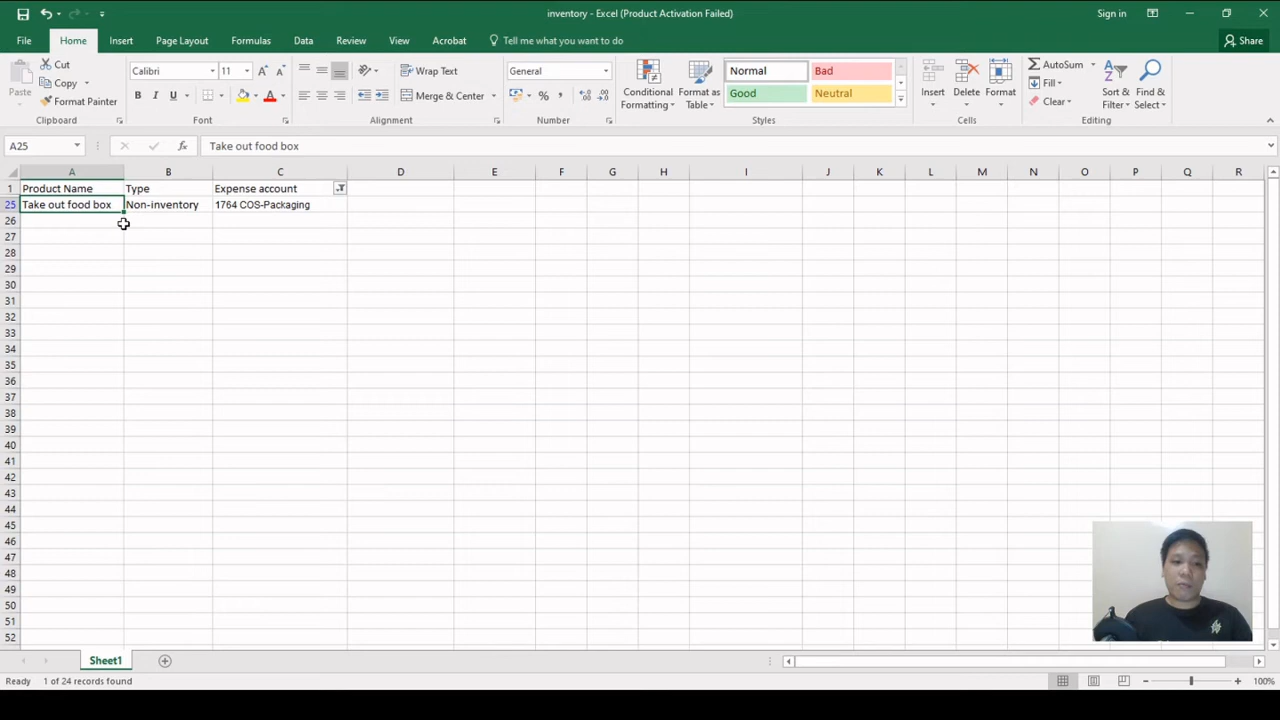 inventory - Excel (Product Activation Failed)
Sign in
File Home Insert Page Layout Formulas Data Review View Acrobat Tell me what you want to do Share
Paste
Cut
Copy
Format Painter
Clipboard
Calibri 11
B I U
Font
Wrap Text
Merge & Center
Alignment
General
Number
Conditional Formatting
Format as Table
Normal Bad
Good Neutral
Styles
Insert Delete Format
Cells
AutoSum
Fill
Clear
Sort & Filter
Find & Select
Editing
A25 fx Take out food box
A B C D E F G H I J K L M N O P Q R
1 Product Name Type Expense account
25 Take out food box Non-inventory 1764 COS-Packaging
26
27
28
29
30
31
32
33
34
35
36
37
38
39
40
41
42
43
44
45
46
47
48
49
50
51
52
Sheet1
Ready 1 of 24 records found 100%